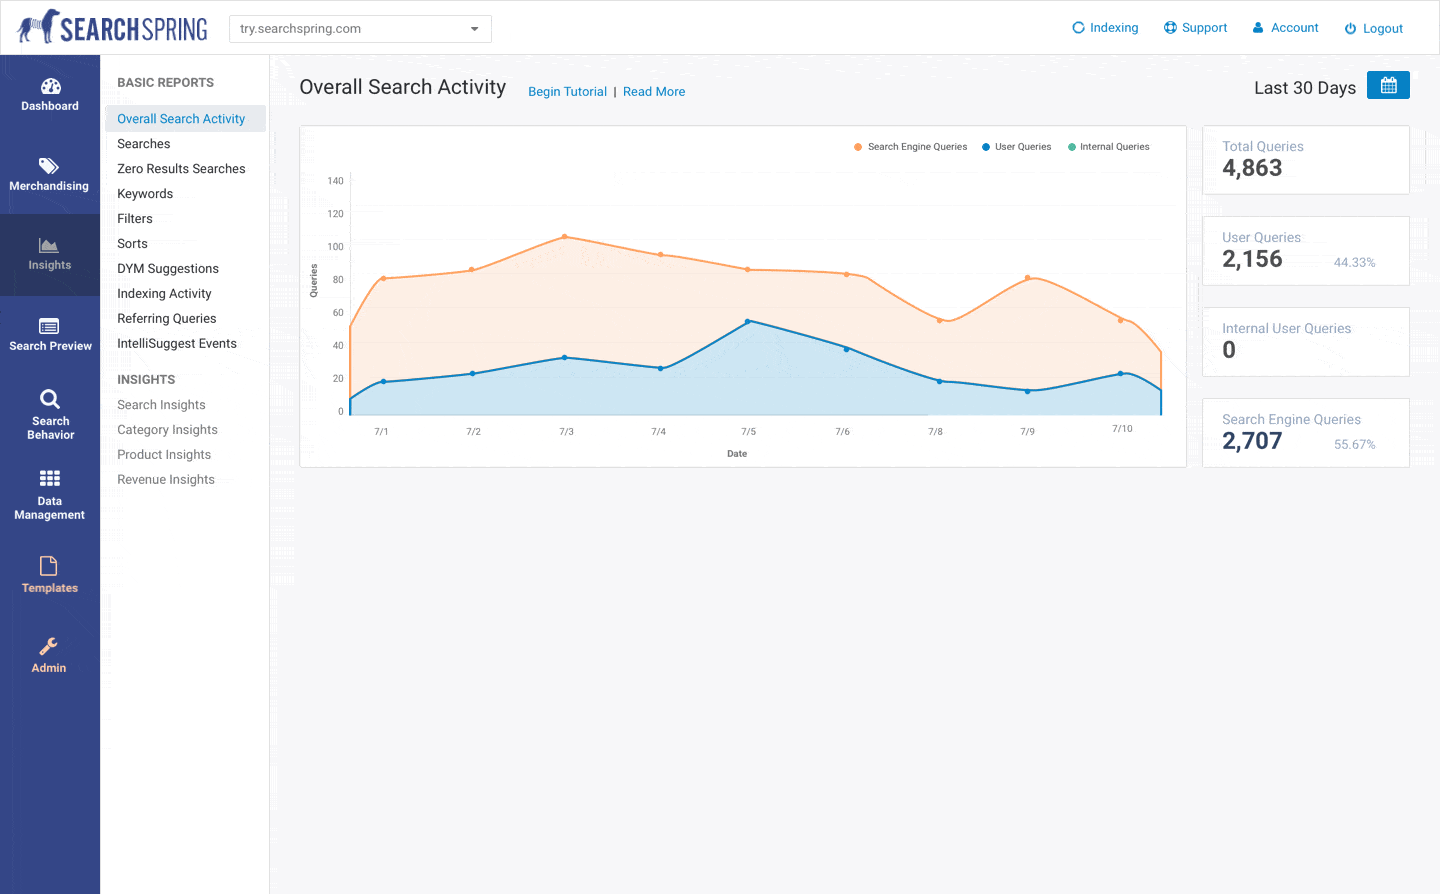 SEARCHSPRING
try.searchspring.com
Indexing
Support
Account
Logout
Dashboard
Merchandising
Insights
Search Preview
Search
Behavior
Data
Management
Templates
Admin
BASIC REPORTS
Overall Search Activity
Searches
Zero Results Searches
Keywords
Filters
Sorts
DYM Suggestions
Indexing Activity
Referring Queries
IntelliSuggest Events
INSIGHTS
Search Insights
Category Insights
Product Insights
Revenue Insights
Overall Search Activity
Begin Tutorial | Read More
Last 30 Days
Search Engine Queries
User Queries
Internal Queries
Queries
140
120
100
80
60
40
20
0
7/1
7/2
7/3
7/4
7/5
7/6
7/8
7/9
7/10
Date
Total Queries
4,863
User Queries
2,156
44.33%
Internal User Queries
0
Search Engine Queries
2,707
55.67%